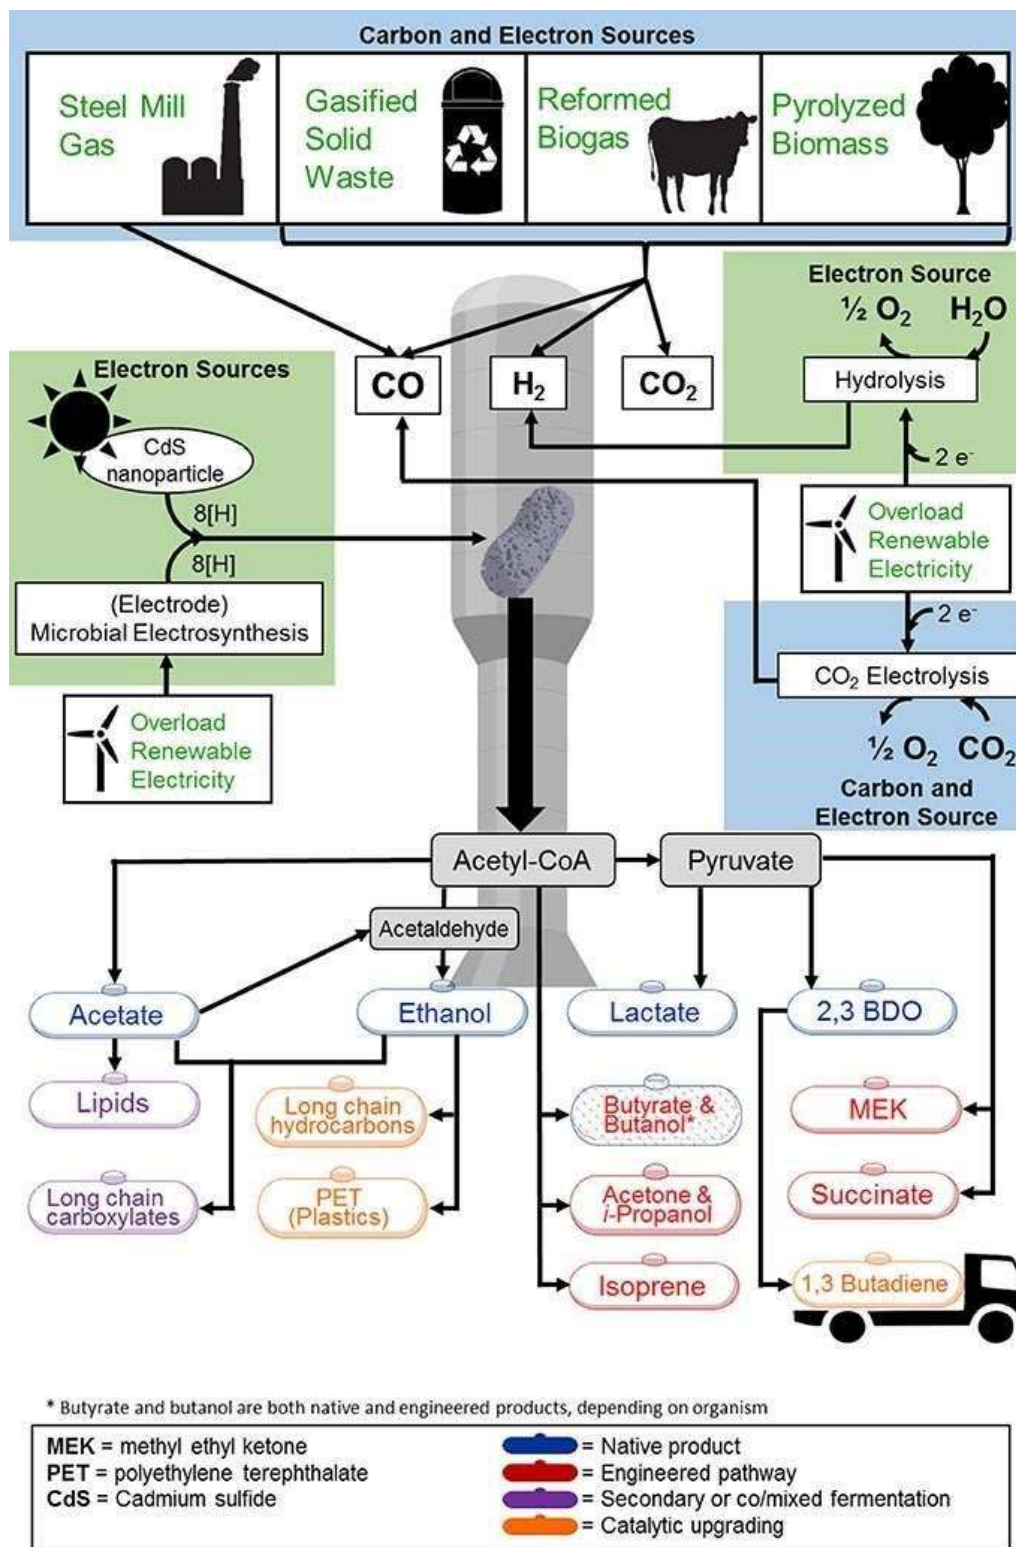 Carbon and Electron Sources
Steel Mill
Gas
Gasified
Solid
Waste
Reformed
Biogas
Pyrolyzed
Biomass
Electron Source
½ O₂
H₂O
Hydrolysis
2 e⁻
Overload
Renewable
Electricity
2 e⁻
CO₂ Electrolysis
½ O₂
CO₂
Carbon and
Electron Source
CO
H₂
CO₂
Electron Sources
CdS
nanoparticle
8[H]
8[H]
(Electrode)
Microbial Electrosynthesis
Overload
Renewable
Electricity
Acetyl-CoA
Pyruvate
Acetaldehyde
Acetate
Ethanol
Lactate
2,3 BDO
Lipids
Long chain
hydrocarbons
Butyrate &
Butanol*
MEK
Long chain
carboxylates
PET
(Plastics)
Acetone &
i-Propanol
Succinate
Isoprene
1,3 Butadiene
* Butyrate and butanol are both native and engineered products, depending on organism
MEK = methyl ethyl ketone
PET = polyethylene terephthalate
CdS = Cadmium sulfide
= Native product
= Engineered pathway
= Secondary or co/mixed fermentation
= Catalytic upgrading